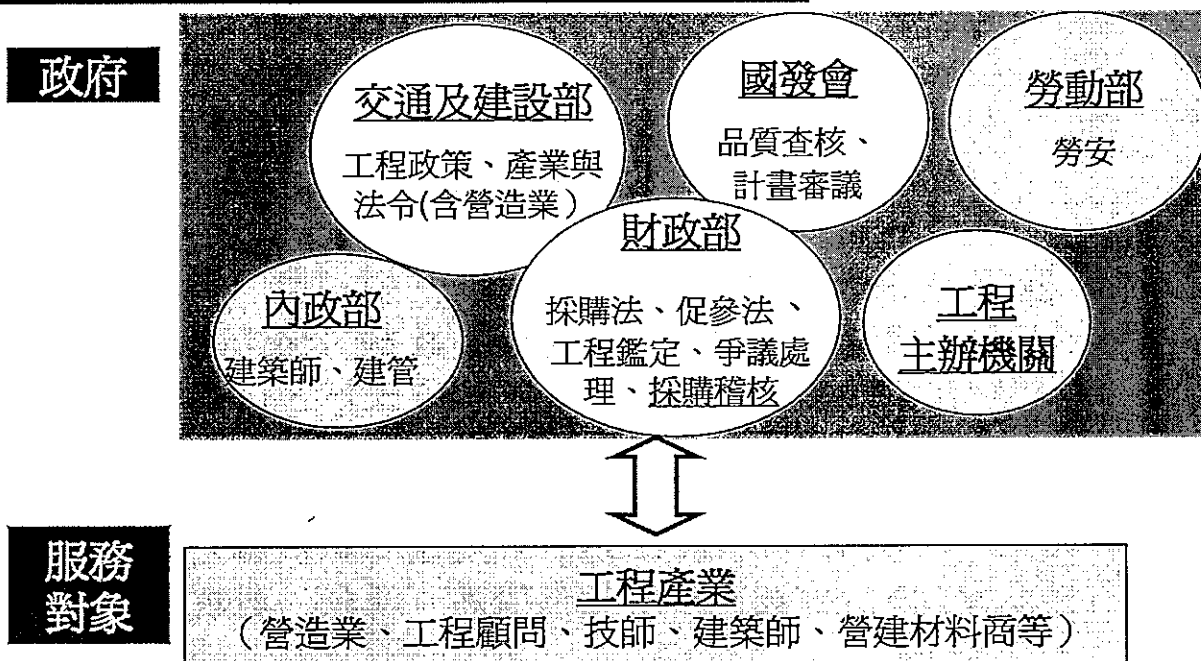 政府
交通及建設部
工程政策、產業與
法令(含營造業)
國發會
品質查核、
計畫審議
勞動部
勞安
內政部
建築師、建管
財政部
採購法、促參法、
工程鑑定、爭議處
理、採購稽核
工程
主辦機關
服務
對象
工程產業
(營造業、工程顧問、技師、建築師、營建材料商等)